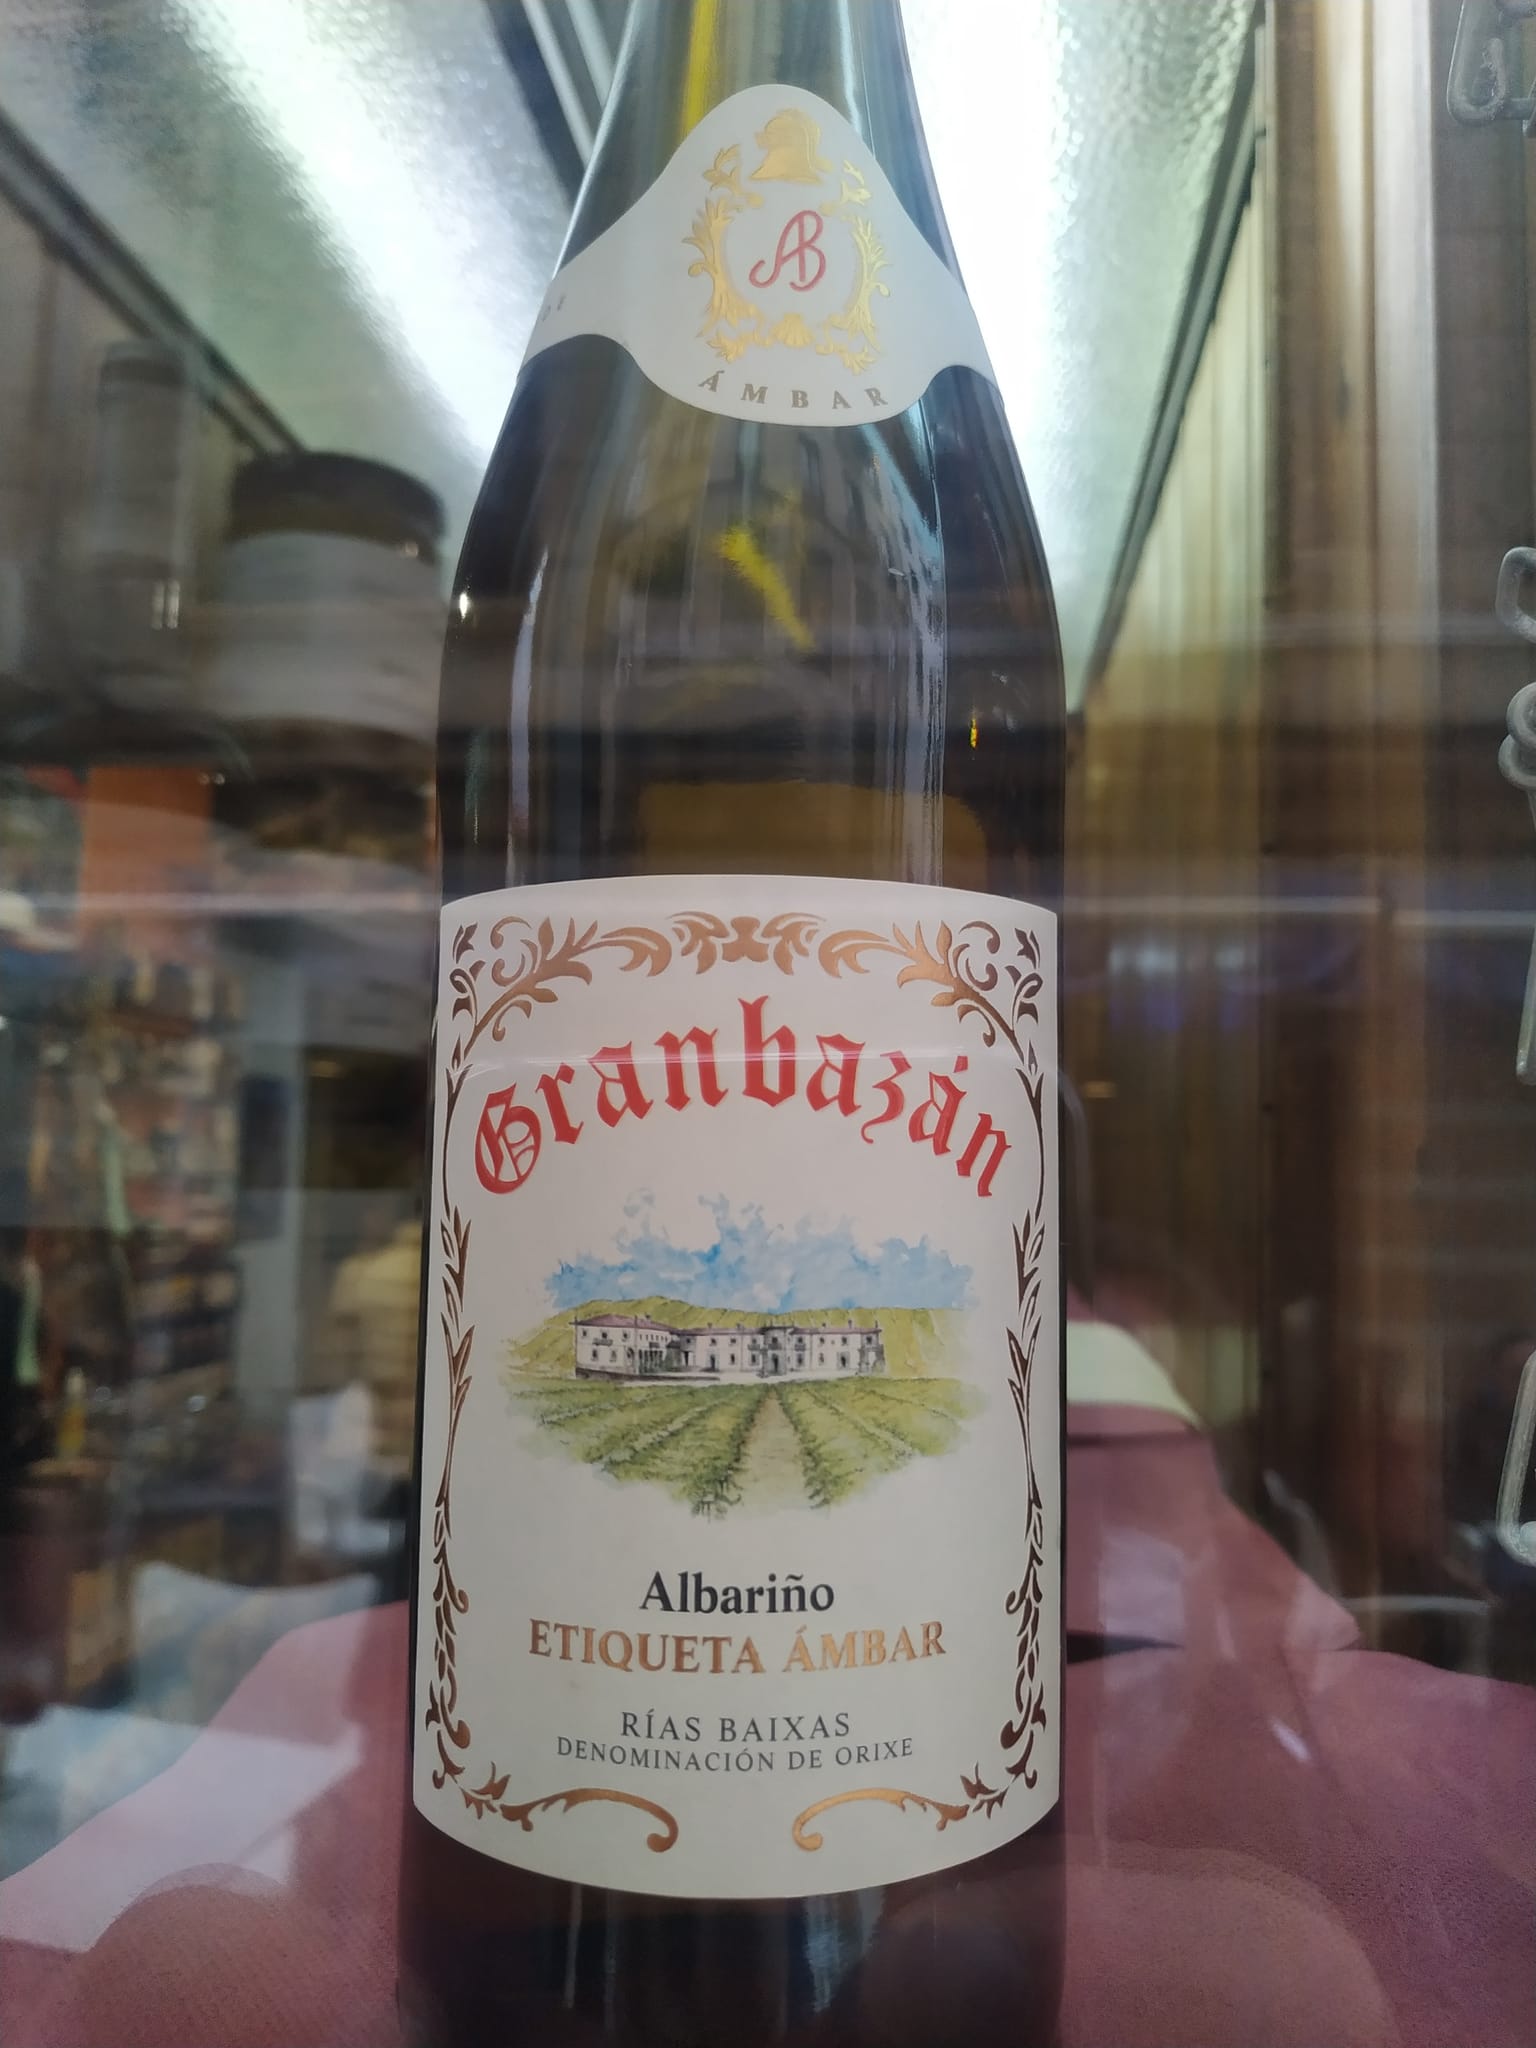 AB
ÁMBAR
Granbazán
Albariño
ETIQUETA ÁMBAR
RÍAS BAIXAS
DENOMINACIÓN DE ORIXE